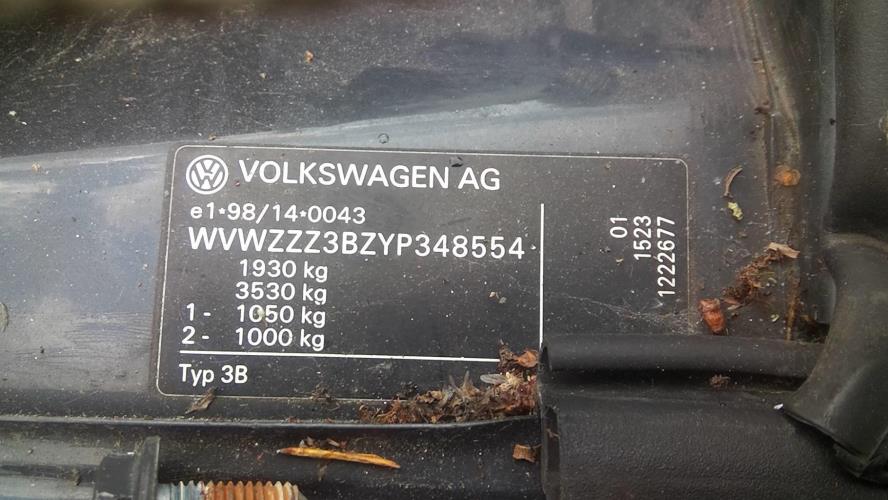 VOLKSWAGEN AG
e1*98/14*0043
WVWZZZ3BZYP348554
1930 kg
3530 kg
1 - 1050 kg
2 - 1000 kg
Typ 3B
01
1523
1222677